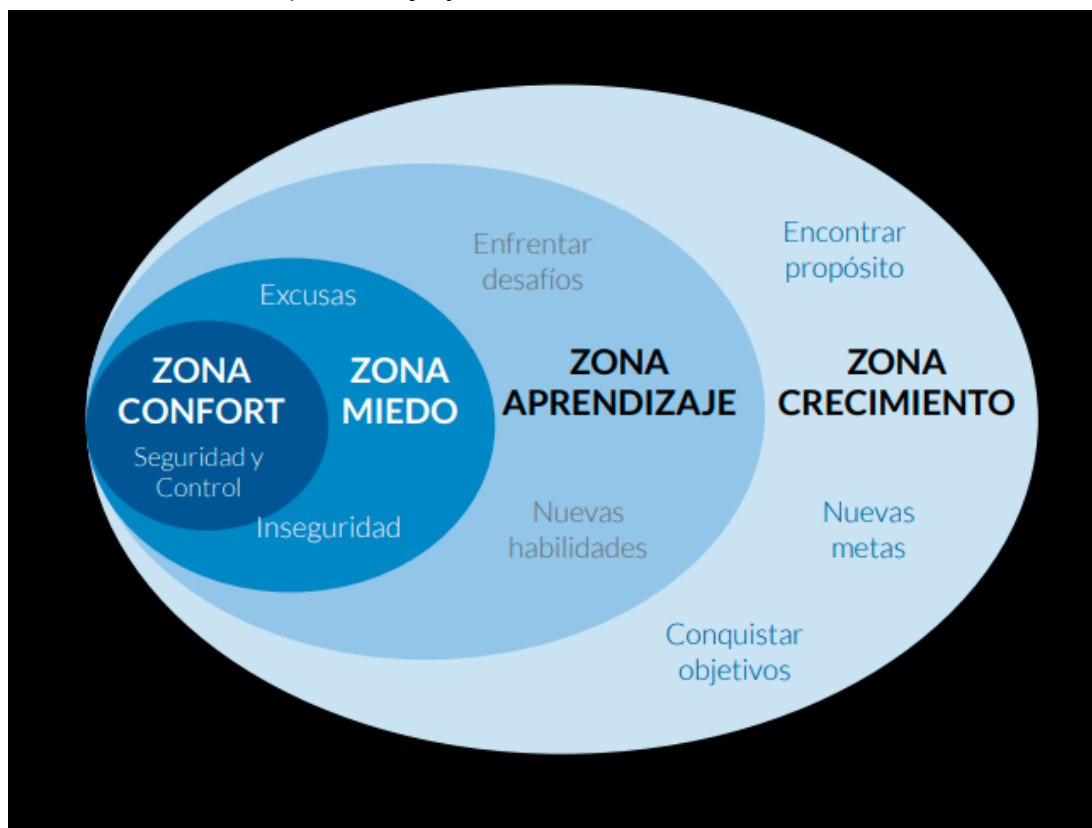 Excusas
ZONA
CONFORT
Seguridad y
Control
ZONA
MIEDO
Inseguridad
Enfrentar
desafíos
ZONA
APRENDIZAJE
Nuevas
habilidades
Encontrar
propósito
ZONA
CRECIMIENTO
Nuevas
metas
Conquistar
objetivos